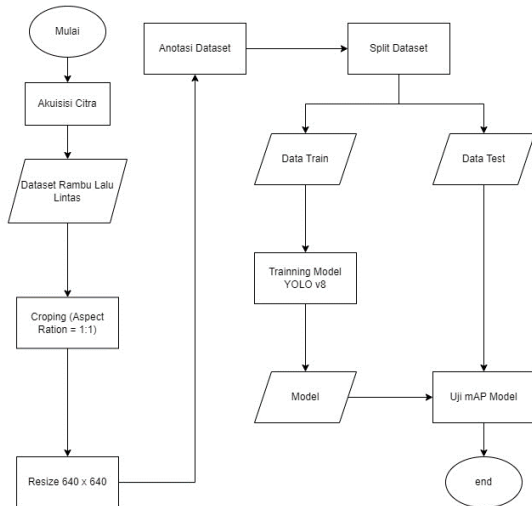 Mulai
Akuisisi Citra
Dataset Rambu Lalu
Lintas
Croping (Aspect
Ration = 1:1)
Resize 640 x 640
Anotasi Dataset
Split Dataset
Data Train
Data Test
Trainning Model
YOLO v8
Model
Uji mAP Model
end